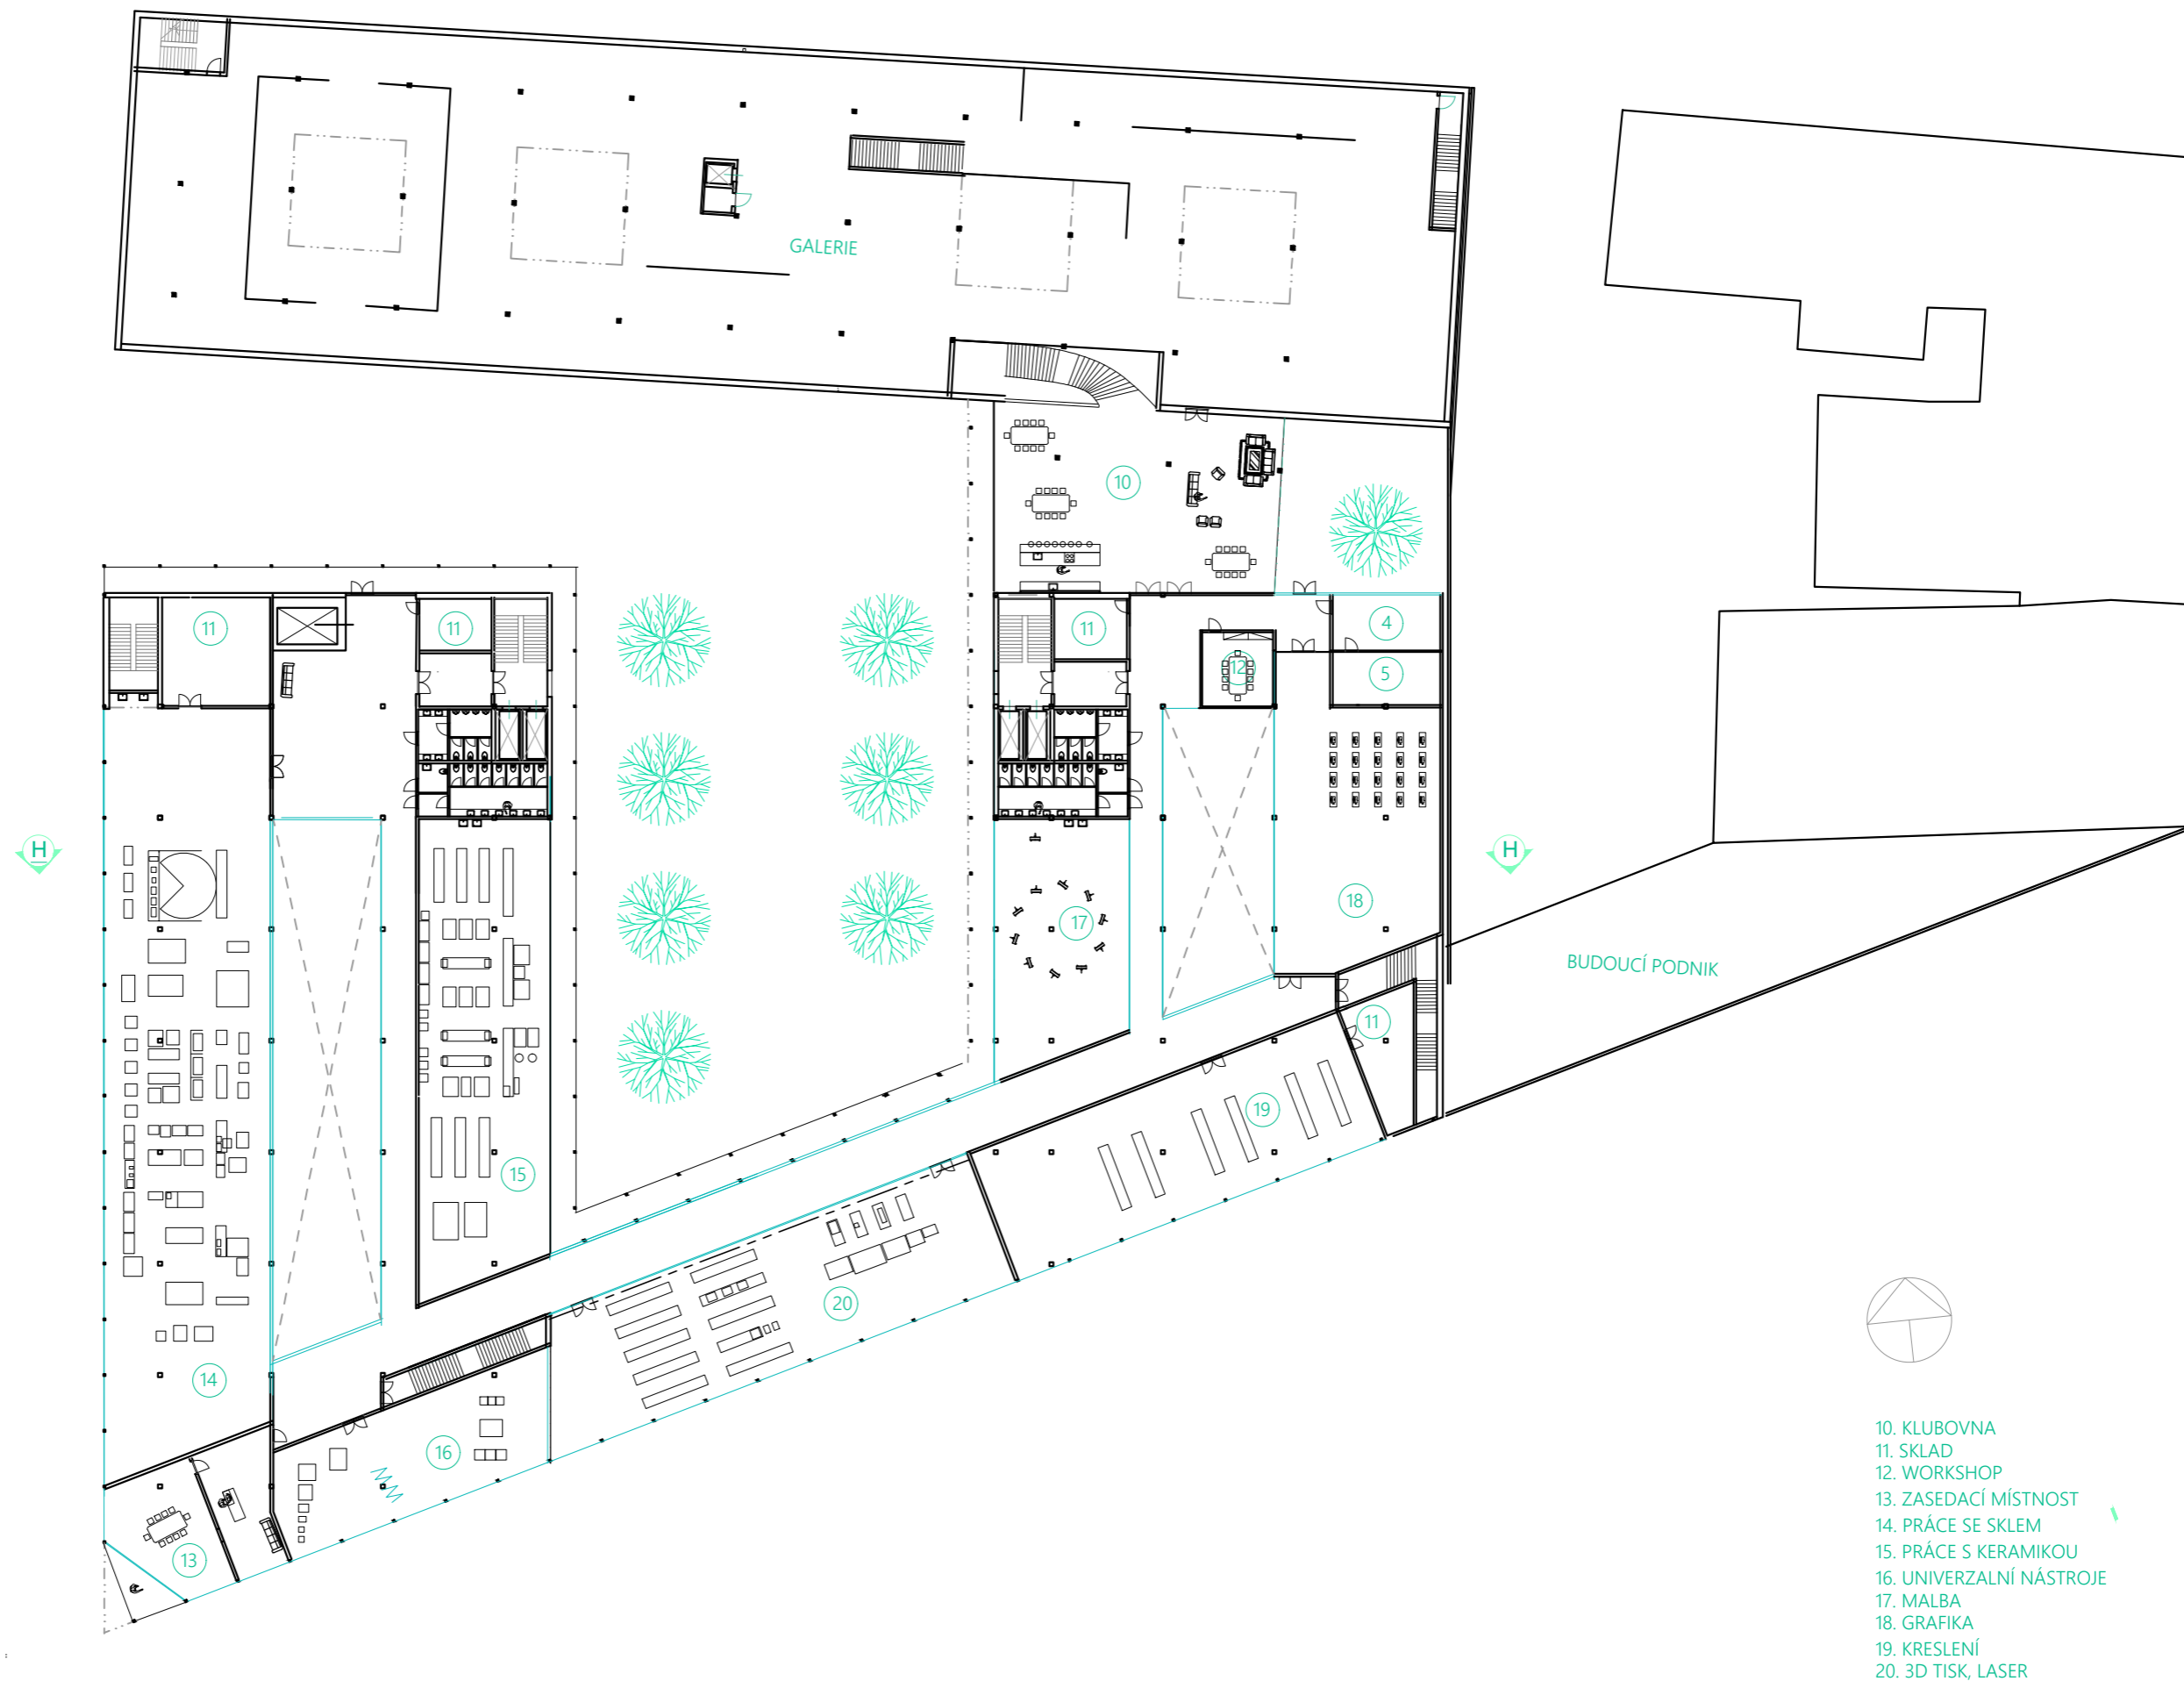 GALERIE
10
11
11
11
12
4
5
H
H
18
17
BUDOUCÍ PODNIK
11
19
15
20
14
16
13
10. KLUBOVNA
11. SKLAD
12. WORKSHOP
13. ZASEDACÍ MÍSTNOST
14. PRÁCE SE SKLEM
15. PRÁCE S KERAMIKOU
16. UNIVERZALNÍ NÁSTROJE
17. MALBA
18. GRAFIKA
19. KRESLENÍ
20. 3D TISK, LASER